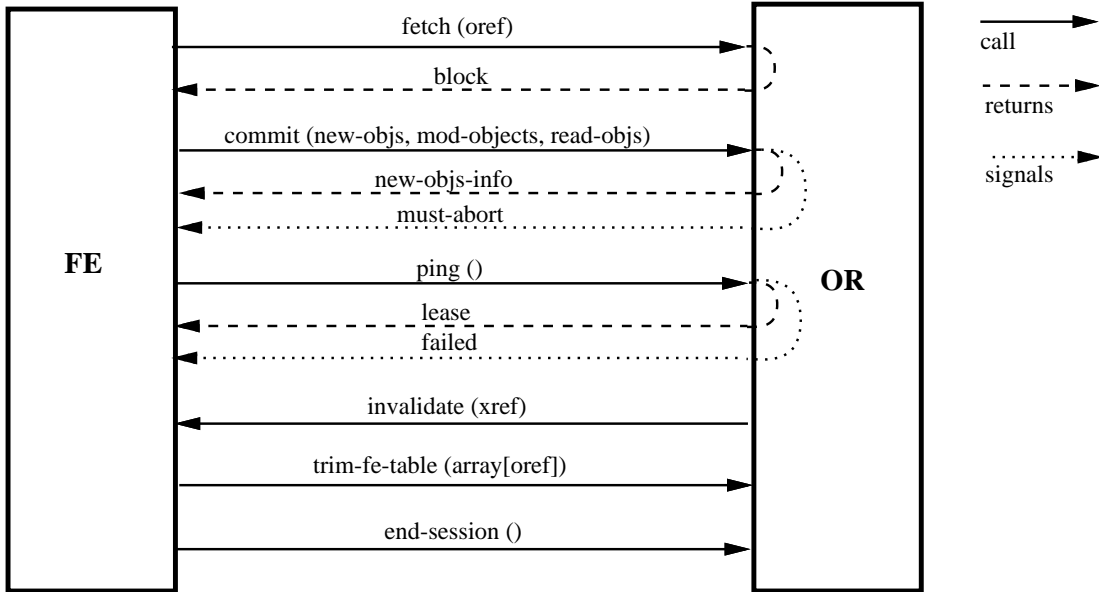 fetch (oref)
call
block
returns
commit (new-objs, mod-objects, read-objs)
new-objs-info
signals
must-abort
FE
ping ()
OR
lease
failed
invalidate (xref)
trim-fe-table (array[oref])
end-session ()